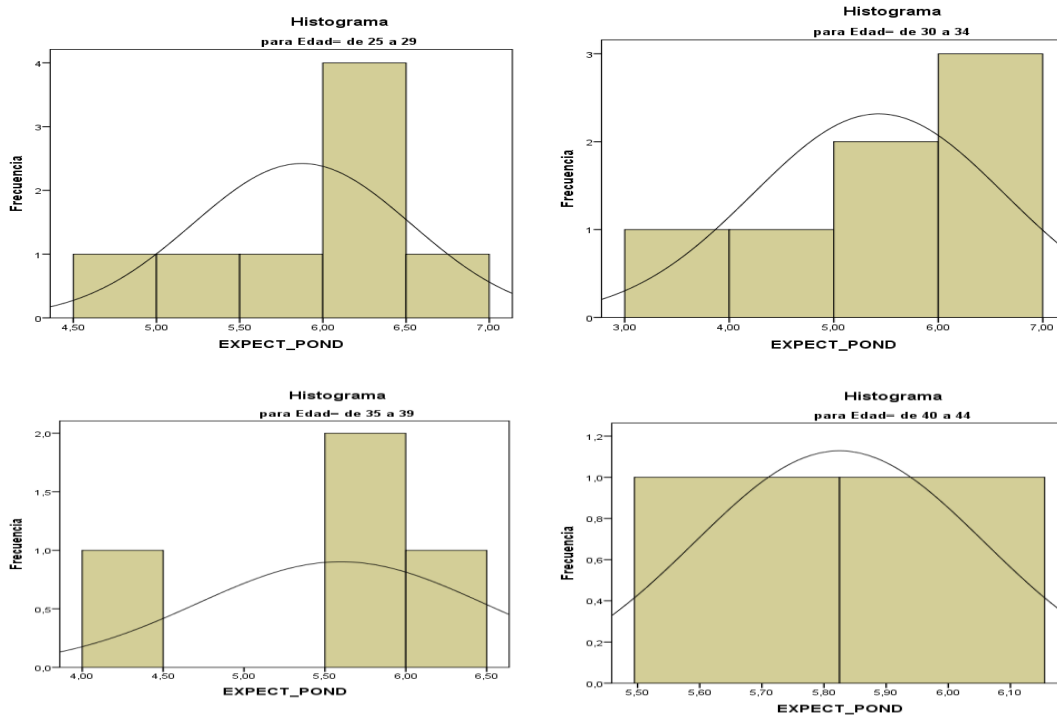 Histograma
para Edad= de 25 a 29
Frecuencia
4
3
2
1
0
4,50 5,00 5,50 6,00 6,50 7,00
EXPECT_POND
Histograma
para Edad= de 30 a 34
Frecuencia
3
2
1
0
3,00 4,00 5,00 6,00 7,00
EXPECT_POND
Histograma
para Edad= de 35 a 39
Frecuencia
2,0
1,5
1,0
0,5
0,0
4,00 4,50 5,00 5,50 6,00 6,50
EXPECT_POND
Histograma
para Edad= de 40 a 44
Frecuencia
1,2
1,0
0,8
0,6
0,4
0,2
0,0
5,50 5,60 5,70 5,80 5,90 6,00 6,10
EXPECT_POND